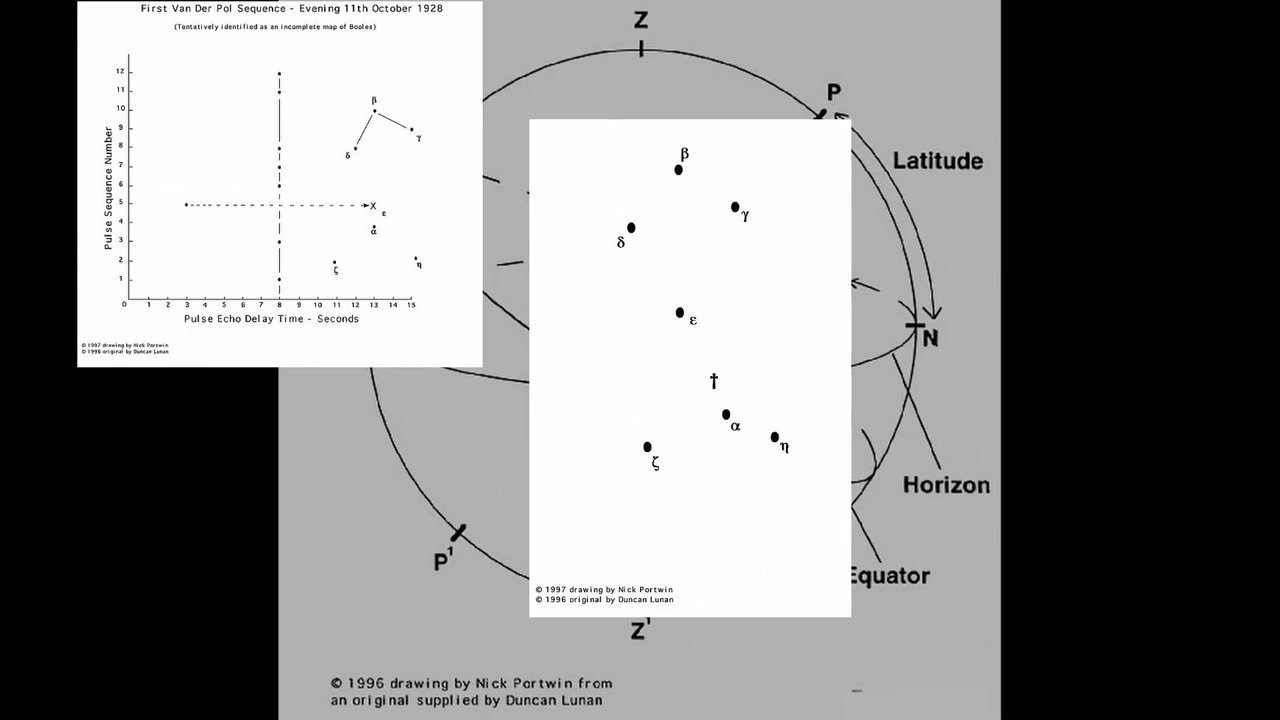 First Van Der Pol Sequence - Evening 11th October 1928
(Tentatively identified as an incomplete map of Boötes)
Pulse Sequence Number
12
11
10
9
8
7
6
5
4
3
2
1
β
γ
δ
X
ε
α
ζ
η
0 1 2 3 4 5 6 7 8 9 10 11 12 13 14 15
Pulse Echo Delay Time - Seconds
© 1997 drawing by Nick Portwin
© 1996 original by Duncan Lunan
Z
P
Latitude
N
Horizon
Equator
P¹
Z¹
β
γ
δ
ε
†
α
η
ζ
© 1997 drawing by Nick Portwin
© 1996 original by Duncan Lunan
© 1996 drawing by Nick Portwin from
an original supplied by Duncan Lunan